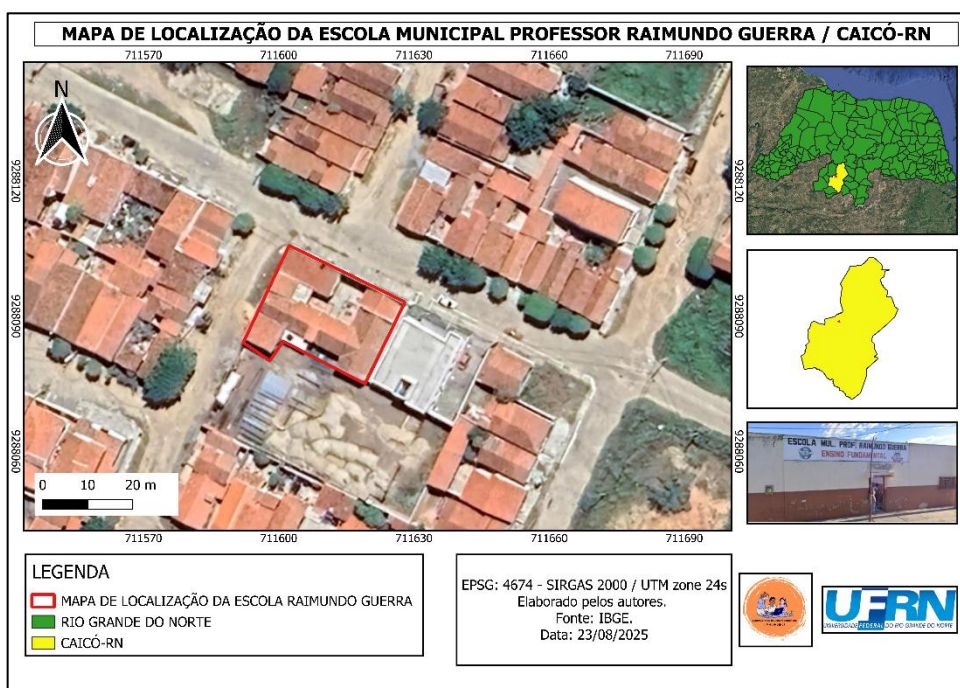 MAPA DE LOCALIZAÇÃO DA ESCOLA MUNICIPAL PROFESSOR RAIMUNDO GUERRA / CAICÓ-RN
711570 711600 711630 711660 711690
N
9288120
9288090
9288060
9288120
9288090
9288060
0 10 20 m
711570 711600 711630 711660 711690
ESCOLA MUL. PROF. RAIMUNDO GUERRA
ENSINO FUNDAMENTAL
LEGENDA
MAPA DE LOCALIZAÇÃO DA ESCOLA RAIMUNDO GUERRA
RIO GRANDE DO NORTE
CAICÓ-RN
EPSG: 4674 - SIRGAS 2000 / UTM zone 24s
Elaborado pelos autores.
Fonte: IBGE.
Data: 23/08/2025
UFRN
UNIVERSIDADE FEDERAL DO RIO GRANDE DO NORTE